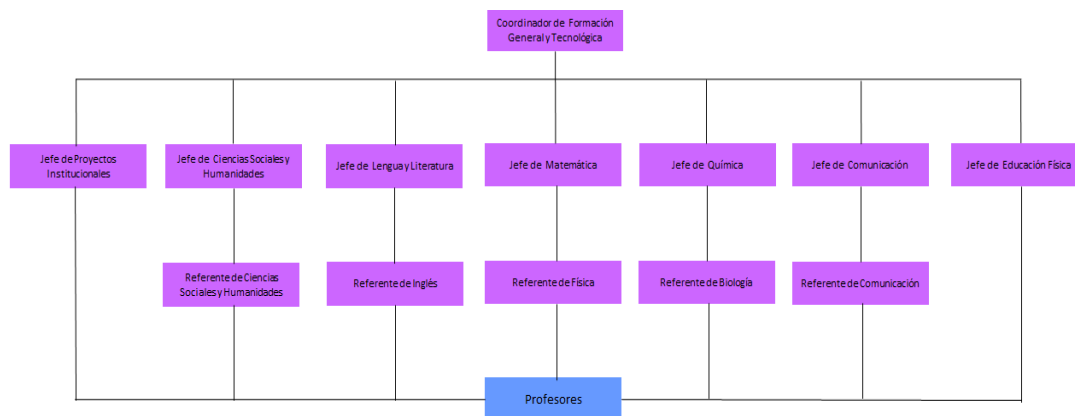 Coordinador de Formación
General y Tecnológica
Jefe de Proyectos
Institucionales
Jefe de Ciencias Sociales y
Humanidades
Jefe de Lengua y Literatura
Jefe de Matemática
Jefe de Química
Jefe de Comunicación
Jefe de Educación Física
Referente de Ciencias
Sociales y Humanidades
Referente de Inglés
Referente de Física
Referente de Biología
Referente de Comunicación
Profesores